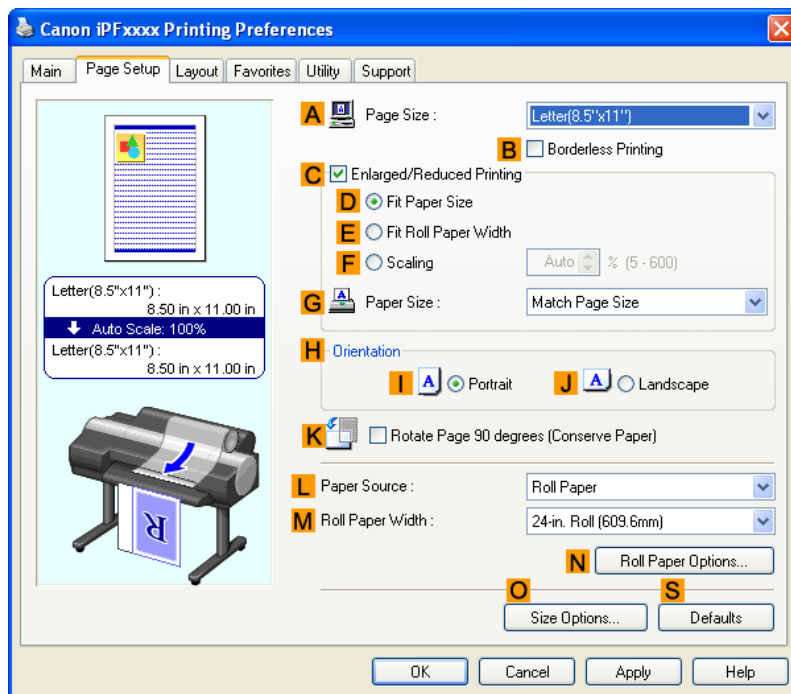 Canon iPFxxxx Printing Preferences
Main Page Setup Layout Favorites Utility Support
A Page Size : Letter(8.5"x11")
B Borderless Printing
C Enlarged/Reduced Printing
D Fit Paper Size
E Fit Roll Paper Width
F Scaling Auto % (5 - 600)
G Paper Size : Match Page Size
Letter(8.5"x11") :
8.50 in x 11.00 in
Auto Scale: 100%
Letter(8.5"x11") :
8.50 in x 11.00 in
H Orientation
I A Portrait J A Landscape
K Rotate Page 90 degrees (Conserve Paper)
R
L Paper Source : Roll Paper
M Roll Paper Width : 24-in. Roll (609.6mm)
N Roll Paper Options...
O S
Size Options... Defaults
OK Cancel Apply Help